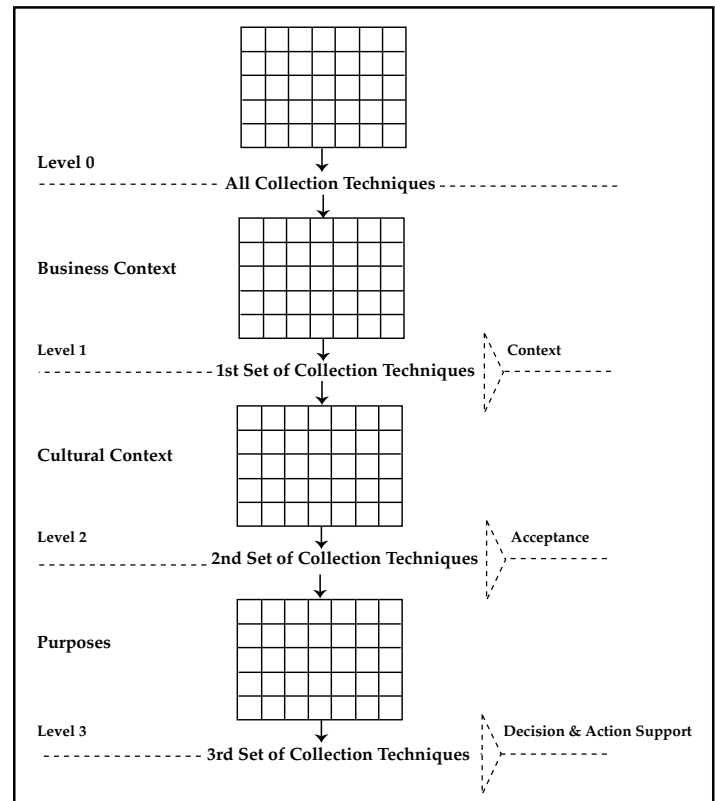 Level 0
All Collection Techniques
Business Context
Level 1
Context
1st Set of Collection Techniques
Cultural Context
Level 2
Acceptance
2nd Set of Collection Techniques
Purposes
Level 3
Decision & Action Support
3rd Set of Collection Techniques